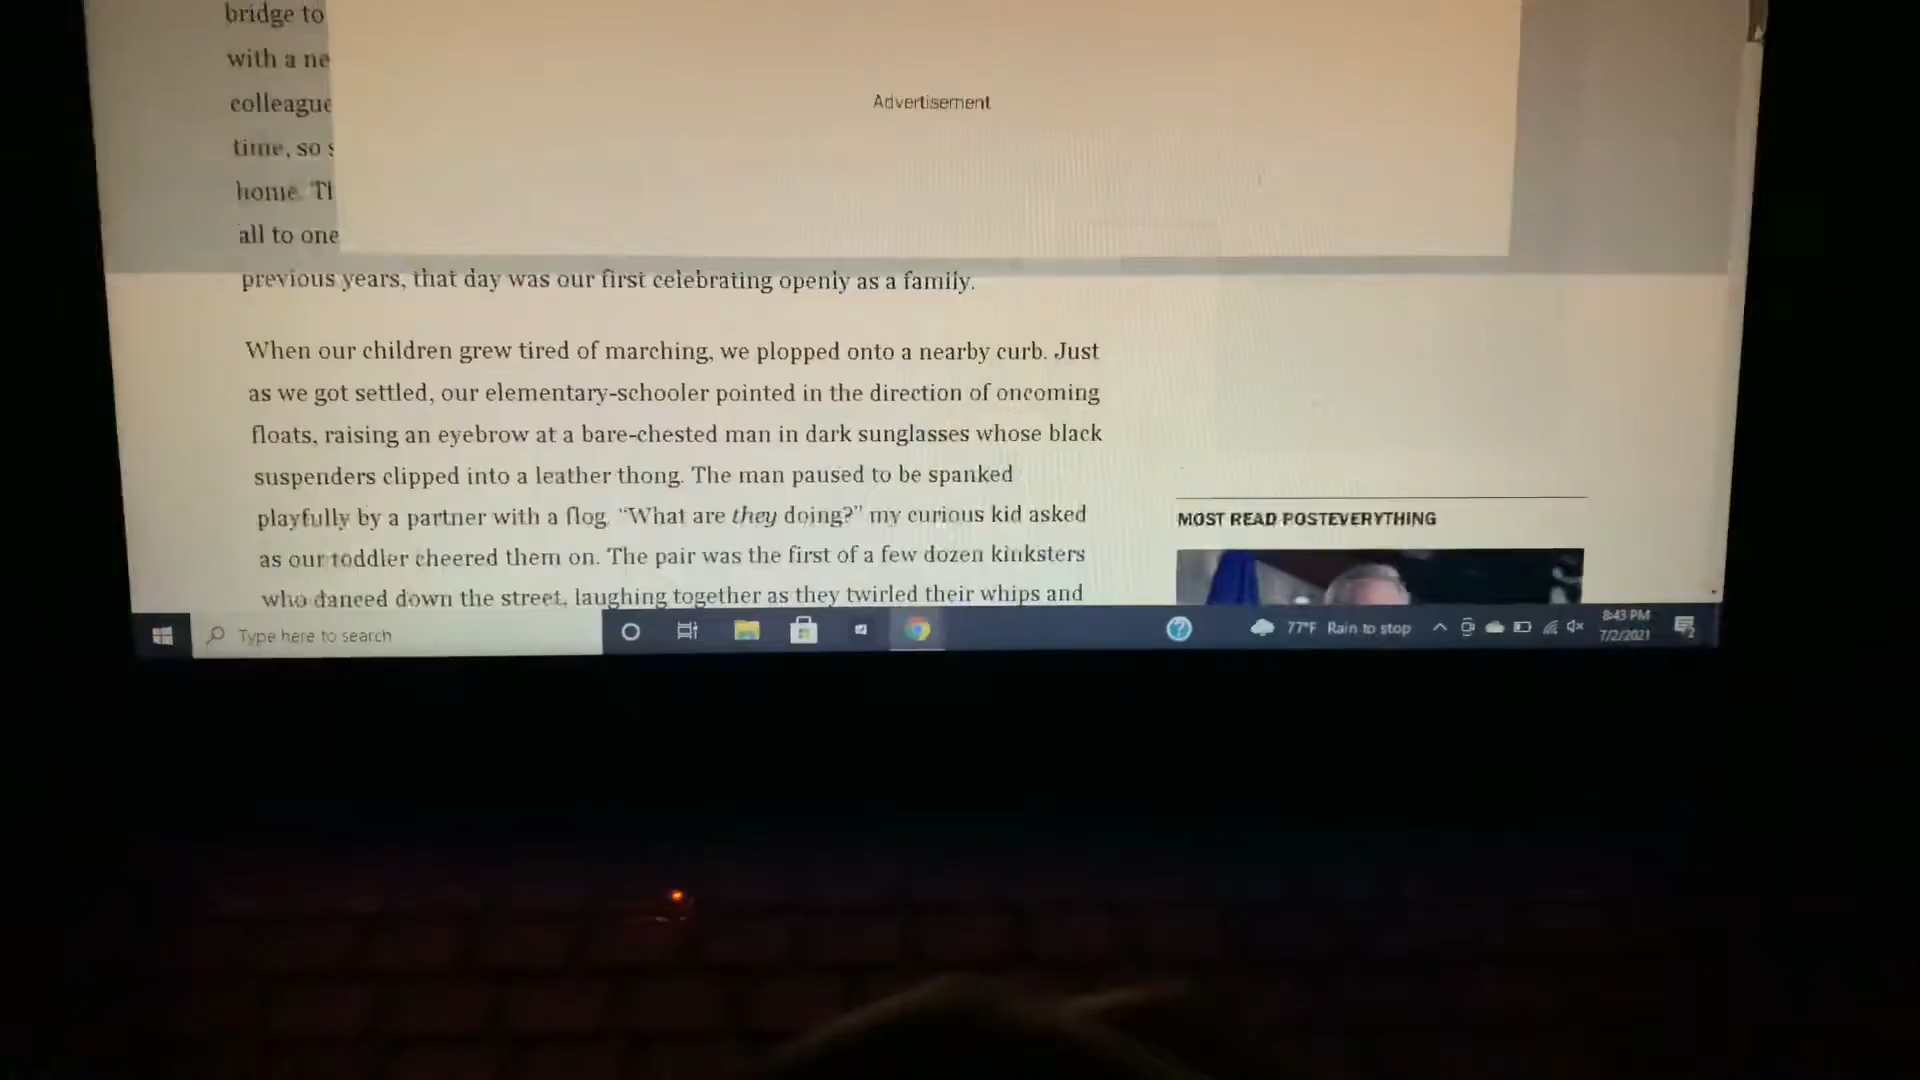 bridge to
with a ne
colleague
time, so s
home. Th
all to one
Advertisement
previous years, that day was our first celebrating openly as a family.
When our children grew tired of marching, we plopped onto a nearby curb. Just
as we got settled, our elementary-schooler pointed in the direction of oncoming
floats, raising an eyebrow at a bare-chested man in dark sunglasses whose black
suspenders clipped into a leather thong. The man paused to be spanked
playfully by a partner with a flog. “What are they doing?” my curious kid asked
as our toddler cheered them on. The pair was the first of a few dozen kinksters
who danced down the street, laughing together as they twirled their whips and
MOST READ POSTEVERYTHING
Type here to search
77°F Rain to stop
8:43 PM
7/2/2021